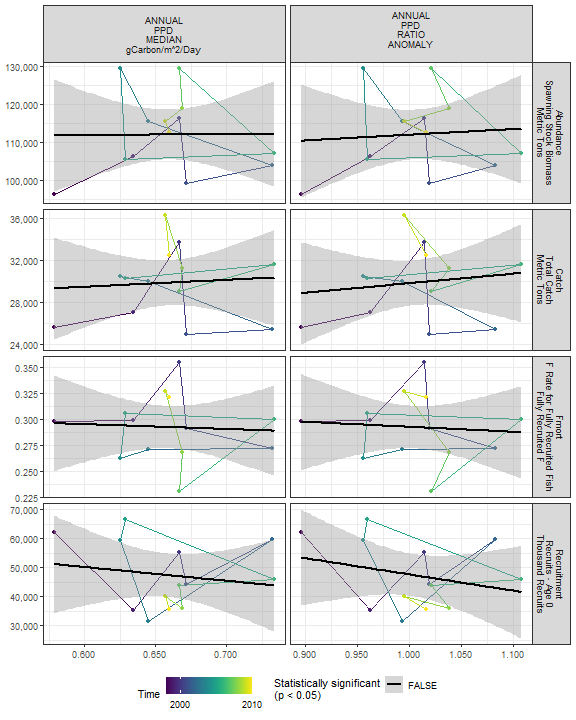 ANNUAL
PPD
MEDIAN
gCarbon/m^2/Day
ANNUAL
PPD
RATIO
ANOMALY
130,000
120,000
110,000
100,000
Abundance
Spawning Stock Biomass
Metric Tons
36,000
32,000
28,000
24,000
Catch
Total Catch
Metric Tons
0.350
0.325
0.300
0.275
0.250
0.225
Fmort
F Rate for Fully Recruited Fish
Fully Recruited F
70,000
60,000
50,000
40,000
30,000
Recruitment
Recruits - Age 0
Thousand Recruits
0.600 0.650 0.700
0.900 0.950 1.000 1.050 1.100
Time
2000 2010
Statistically significant
(p < 0.05)
FALSE